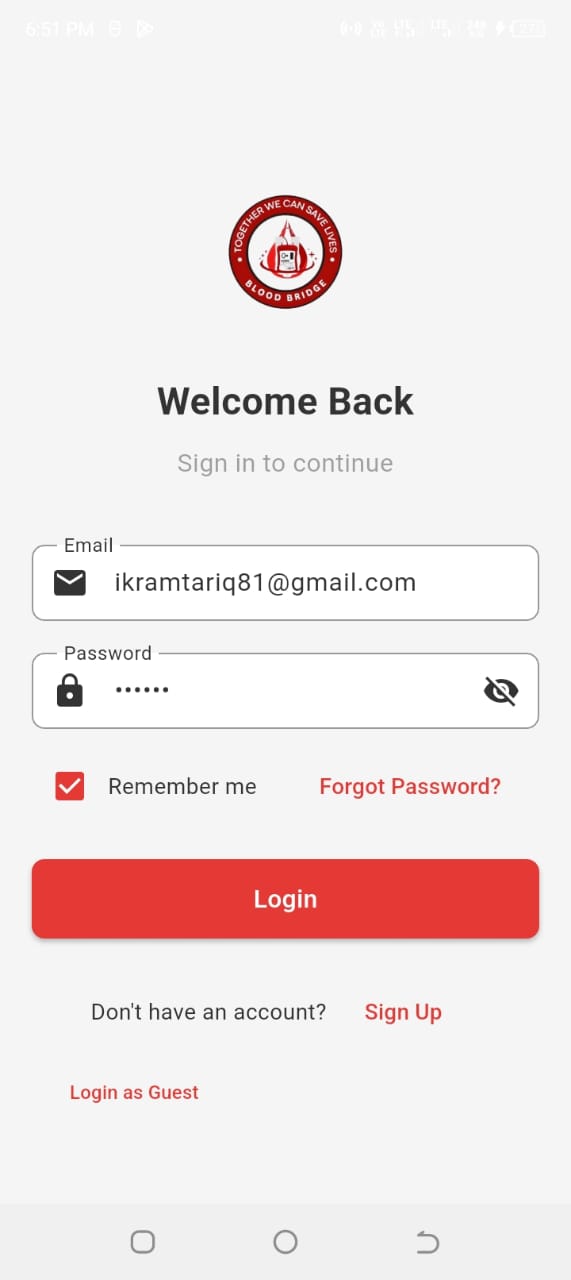 6:51 PM
TOGETHER WE CAN SAVE LIVES
BLOOD BRIDGE
Welcome Back
Sign in to continue
Email
ikramtariq81@gmail.com
Password
••••••
Remember me Forgot Password?
Login
Don't have an account? Sign Up
Login as Guest